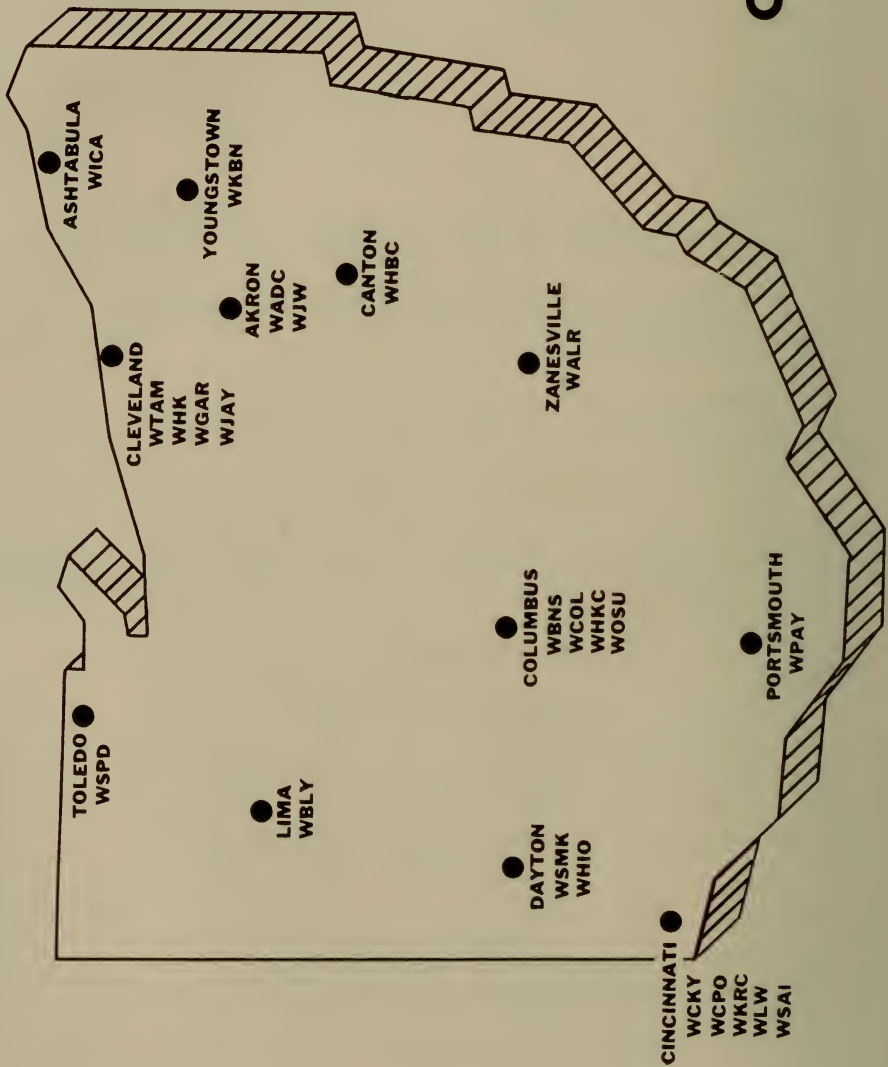 TOLEDO
WSPD
CLEVELAND
WTAM
WHK
WGAR
WJAY
ASHTABULA
WICA
YOUNGSTOWN
WKBN
AKRON
WADC
WJW
LIMA
WBLY
CANTON
WHBC
COLUMBUS
WBNS
WCOL
WHKC
WOSU
ZANESVILLE
WALR
DAYTON
WSMK
WHIO
CINCINNATI
WCKY
WCPO
WKRC
WLW
WSAI
PORTSMOUTH
WPAY